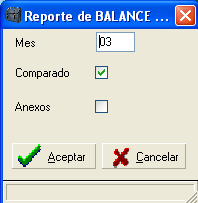 Reporte de BALANCE ...
Mes 03
Comparado
Anexos
Aceptar Cancelar